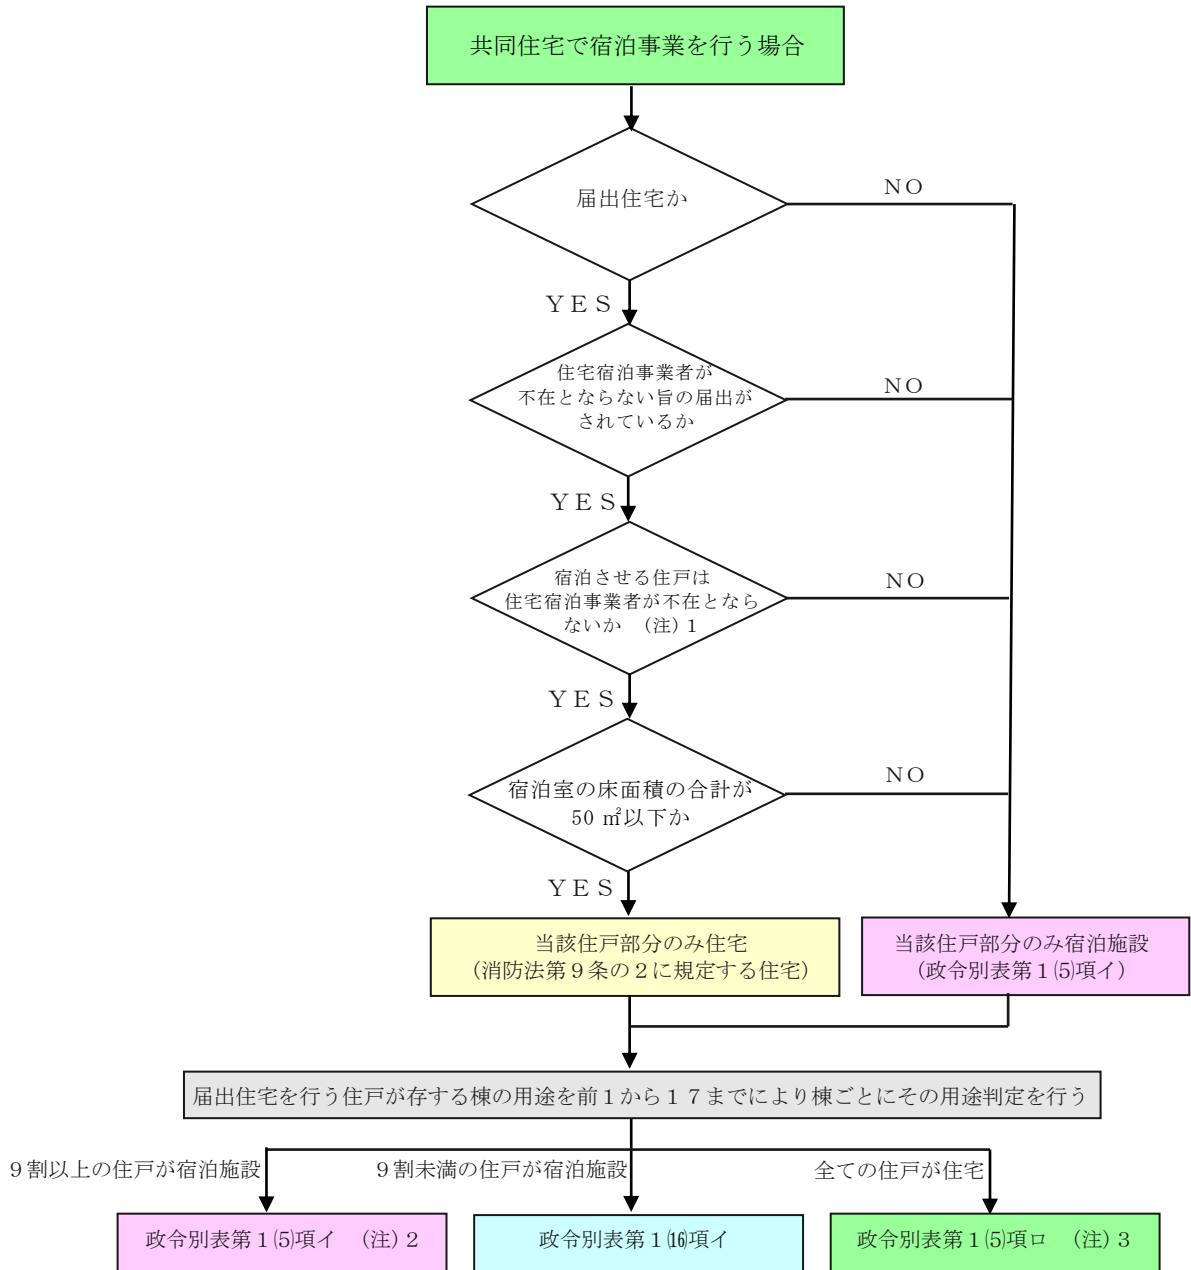 共同住宅で宿泊事業を行う場合
届出住宅か
NO
YES
住宅宿泊事業者が
不在とならない旨の届出が
されているか
NO
YES
宿泊させる住戸は
住宅宿泊事業者が不在となら
ないか (注)1
NO
YES
宿泊室の床面積の合計が
50 ㎡以下か
NO
YES
当該住戸部分のみ住宅
(消防法第9条の2に規定する住宅)
当該住戸部分のみ宿泊施設
(政令別表第1(5)項イ)
届出住宅を行う住戸が存する棟の用途を前1から17までにより棟ごとにその用途判定を行う
9割以上の住戸が宿泊施設
9割未満の住戸が宿泊施設
全ての住戸が住宅
政令別表第1(5)項イ (注)2
政令別表第1(16)項イ
政令別表第1(5)項ロ (注)3